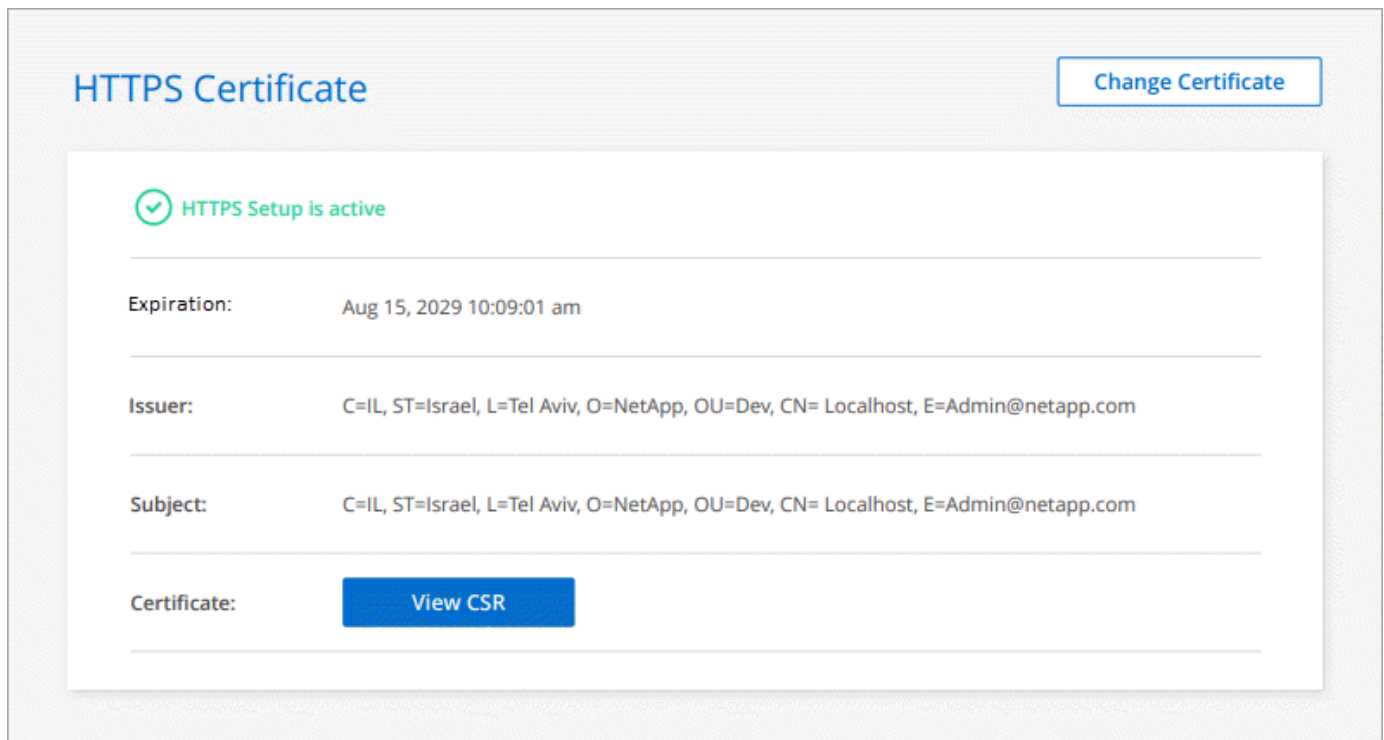 HTTPS Certificate
Change Certificate
HTTPS Setup is active
Expiration: Aug 15, 2029 10:09:01 am
Issuer: C=IL, ST=Israel, L=Tel Aviv, O=NetApp, OU=Dev, CN= Localhost, E=Admin@netapp.com
Subject: C=IL, ST=Israel, L=Tel Aviv, O=NetApp, OU=Dev, CN= Localhost, E=Admin@netapp.com
Certificate: View CSR